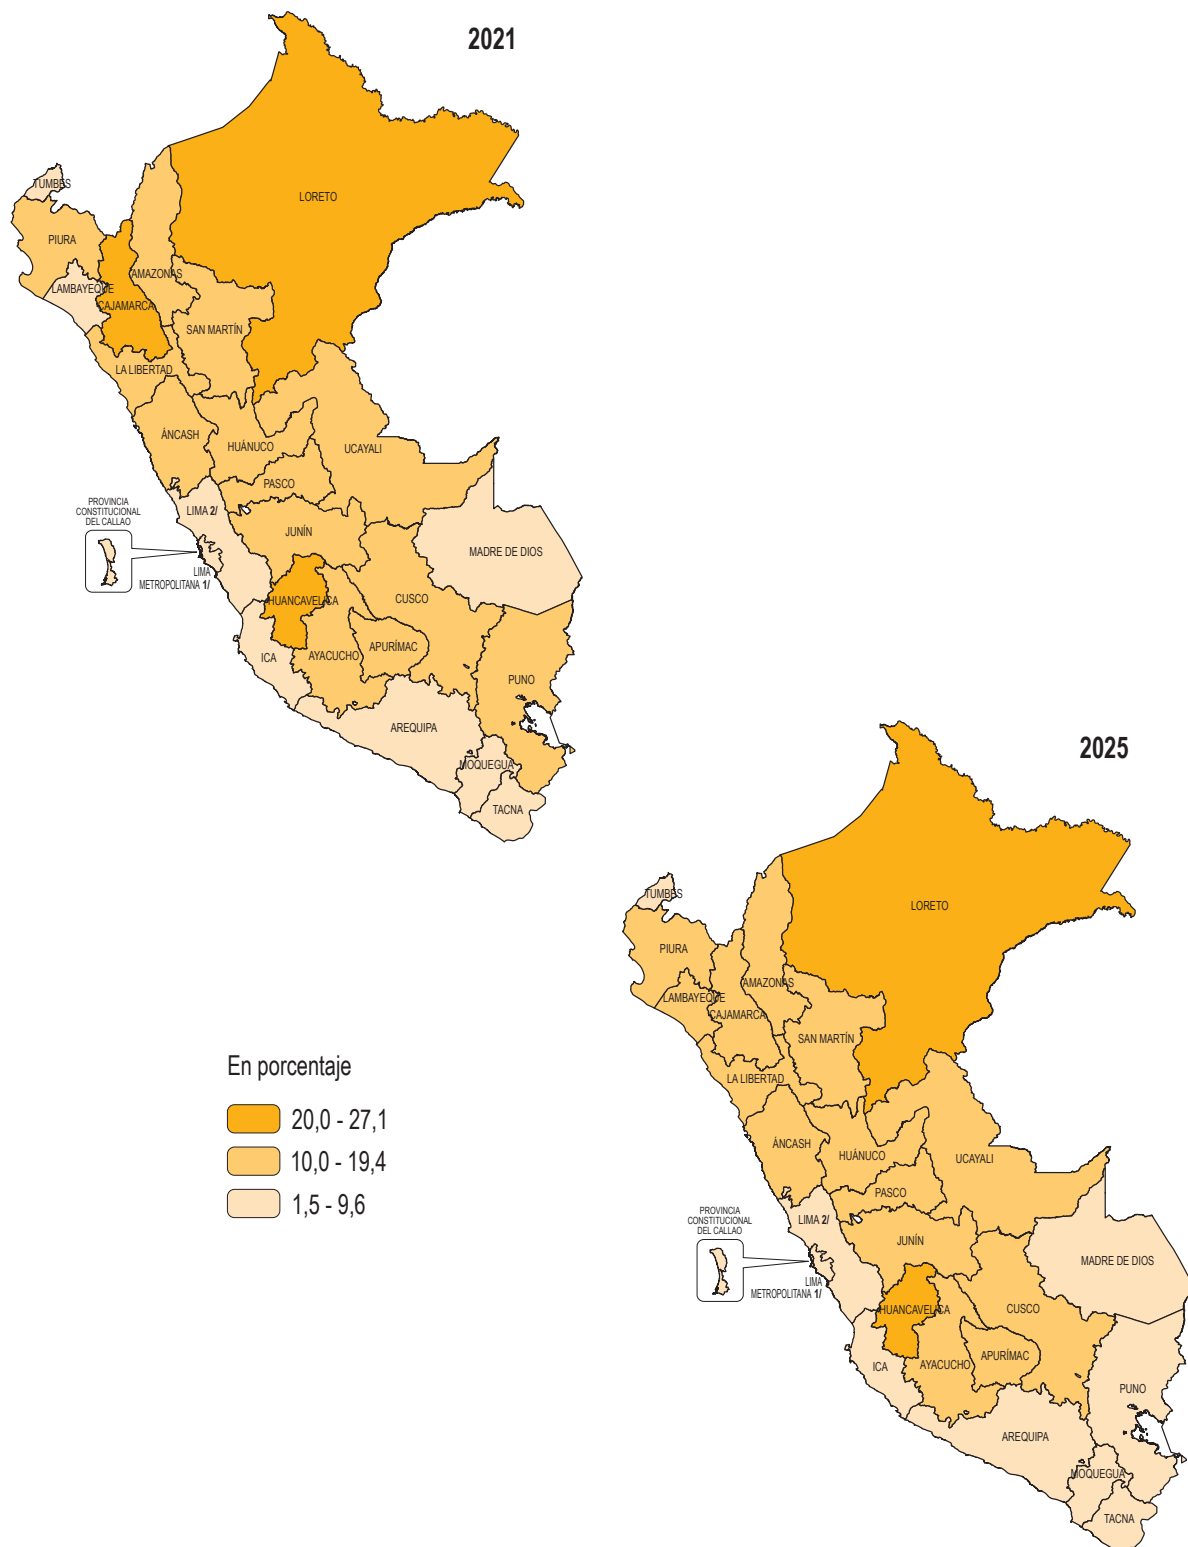 2021
LORETO
TUMBES
PIURA
AMAZONAS
LAMBAYEQUE
CAJAMARCA
SAN MARTÍN
LA LIBERTAD
ÁNCASH
HUÁNUCO
UCAYALI
PASCO
PROVINCIA
CONSTITUCIONAL
DEL CALLAO
LIMA 2/
JUNÍN
MADRE DE DIOS
LIMA
METROPOLITANA 1/
HUANCAVELICA
CUSCO
APURÍMAC
ICA
AYACUCHO
PUNO
AREQUIPA
MOQUEGUA
TACNA
2025
LORETO
TUMBES
PIURA
AMAZONAS
LAMBAYEQUE
CAJAMARCA
SAN MARTÍN
LA LIBERTAD
ÁNCASH
HUÁNUCO
UCAYALI
PASCO
PROVINCIA
CONSTITUCIONAL
DEL CALLAO
LIMA 2/
JUNÍN
MADRE DE DIOS
LIMA
METROPOLITANA 1/
HUANCAVELICA
CUSCO
APURÍMAC
ICA
AYACUCHO
PUNO
AREQUIPA
MOQUEGUA
TACNA
En porcentaje
20,0 - 27,1
10,0 - 19,4
1,5 - 9,6